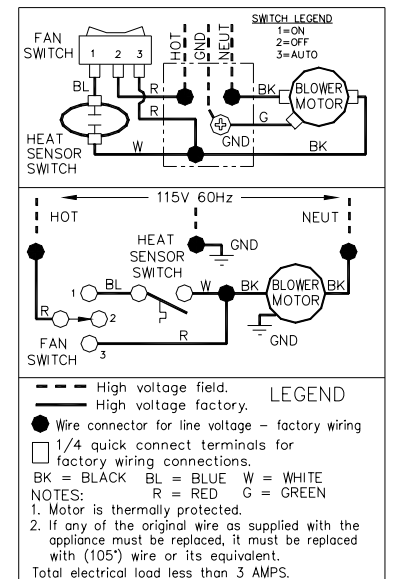 SWITCH LEGEND
1=ON
2=OFF
3=AUTO
FAN
SWITCH
1 2 3
HOT
GND
NEUT
BL
R
R
BK
BLOWER
MOTOR
G
GND
HEAT
SENSOR
SWITCH
W
BK
115V 60Hz
HOT
NEUT
HEAT
SENSOR
SWITCH
GND
1
BL
W
BK
BLOWER
MOTOR
BK
R
2
R
GND
FAN
SWITCH
3
High voltage field.
LEGEND
High voltage factory.
Wire connector for line voltage – factory wiring
1/4 quick connect terminals for
factory wiring connections.
BK = BLACK BL = BLUE W = WHITE
NOTES: R = RED G = GREEN
1. Motor is thermally protected.
2. If any of the original wire as supplied with the
appliance must be replaced, it must be replaced
with (105°) wire or its equivalent.
Total electrical load less than 3 AMPS.